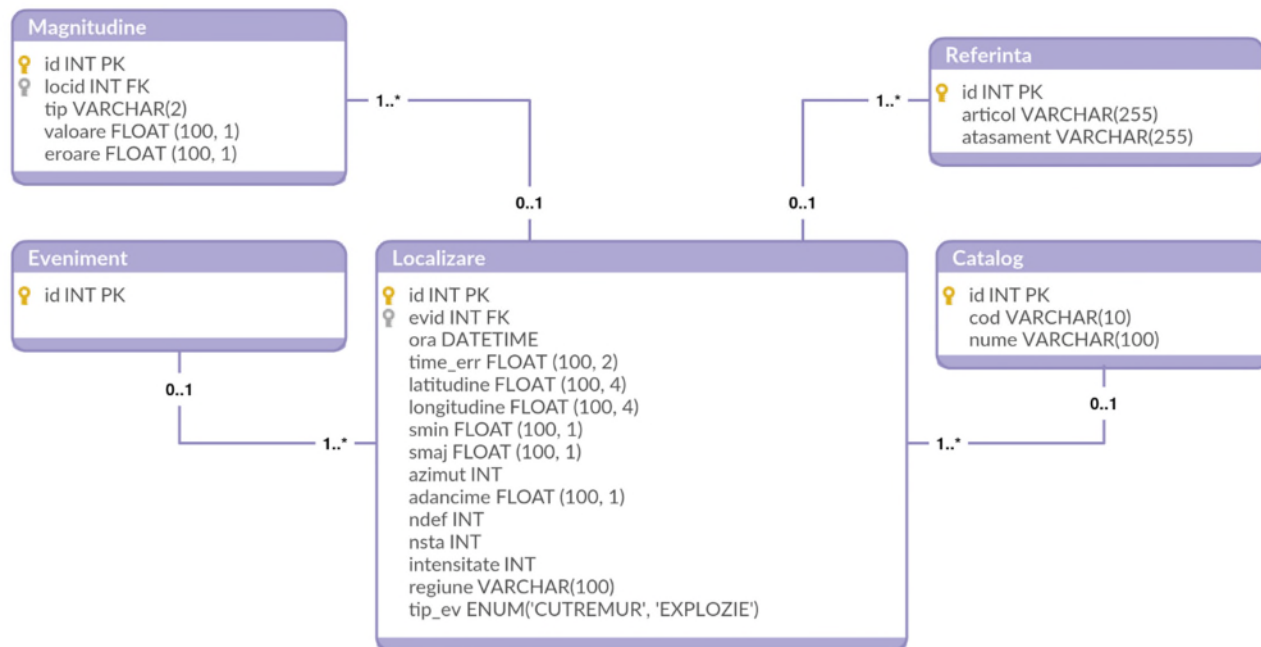 Magnitudine
id INT PK
locid INT FK
tip VARCHAR(2)
valoare FLOAT (100, 1)
eroare FLOAT (100, 1)
1..*
0..1
Referinta
id INT PK
articol VARCHAR(255)
atasament VARCHAR(255)
1..*
0..1
Eveniment
id INT PK
0..1
1..*
Localizare
id INT PK
evid INT FK
ora DATETIME
time_err FLOAT (100, 2)
latitudine FLOAT (100, 4)
longitudine FLOAT (100, 4)
smin FLOAT (100, 1)
smaj FLOAT (100, 1)
azimut INT
adancime FLOAT (100, 1)
ndef INT
nsta INT
intensitate INT
regiune VARCHAR(100)
tip_ev ENUM('CUTREMUR', 'EXPLOZIE')
Catalog
id INT PK
cod VARCHAR(10)
nume VARCHAR(100)
0..1
1..*